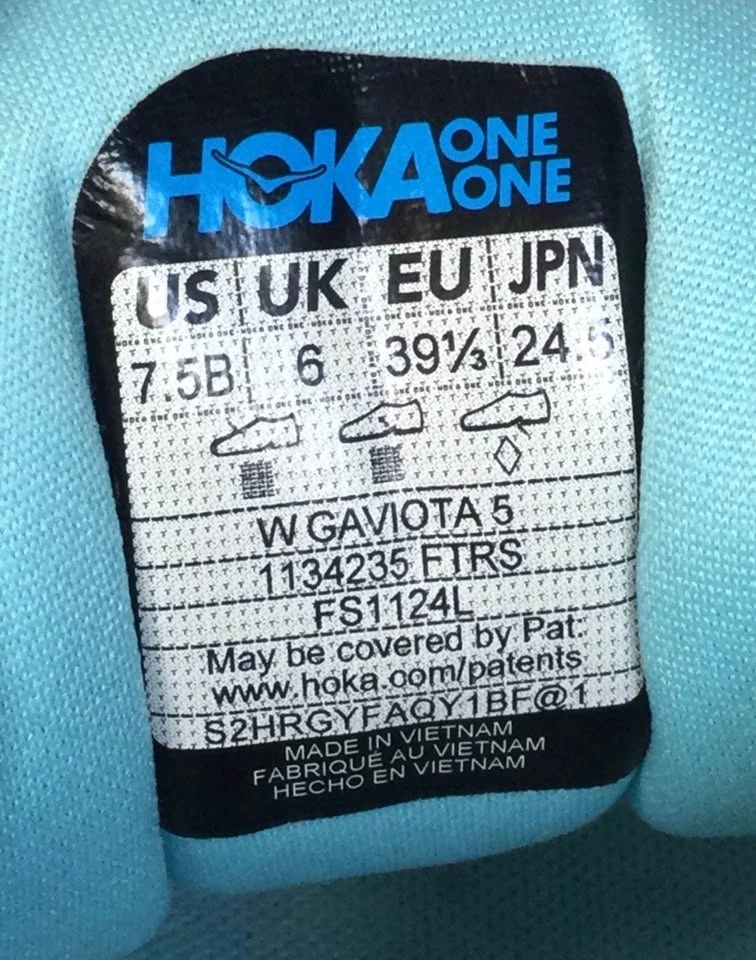 HOKA ONE ONE
US UK EU JPN
7.5B 6 39⅓ 24.5
W GAVIOTA 5
1134235 FTRS
FS1124L
May be covered by Pat:
www.hoka.com/patents
S2HRGYFAQY1BF@1
MADE IN VIETNAM
FABRIQUÉ AU VIETNAM
HECHO EN VIETNAM